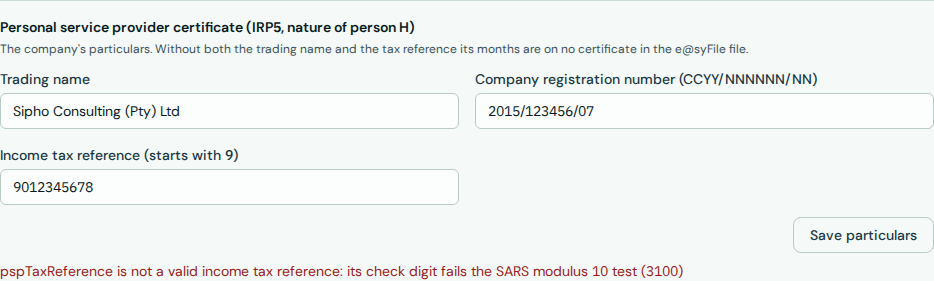 Personal service provider certificate (IRP5, nature of person H)
The company's particulars. Without both the trading name and the tax reference its months are on no certificate in the e@syFile file.
Trading name
Company registration number (CCYY/NNNNNN/NN)
Sipho Consulting (Pty) Ltd
2015/123456/07
Income tax reference (starts with 9)
9012345678
Save particulars
pspTaxReference is not a valid income tax reference: its check digit fails the SARS modulus 10 test (3100)